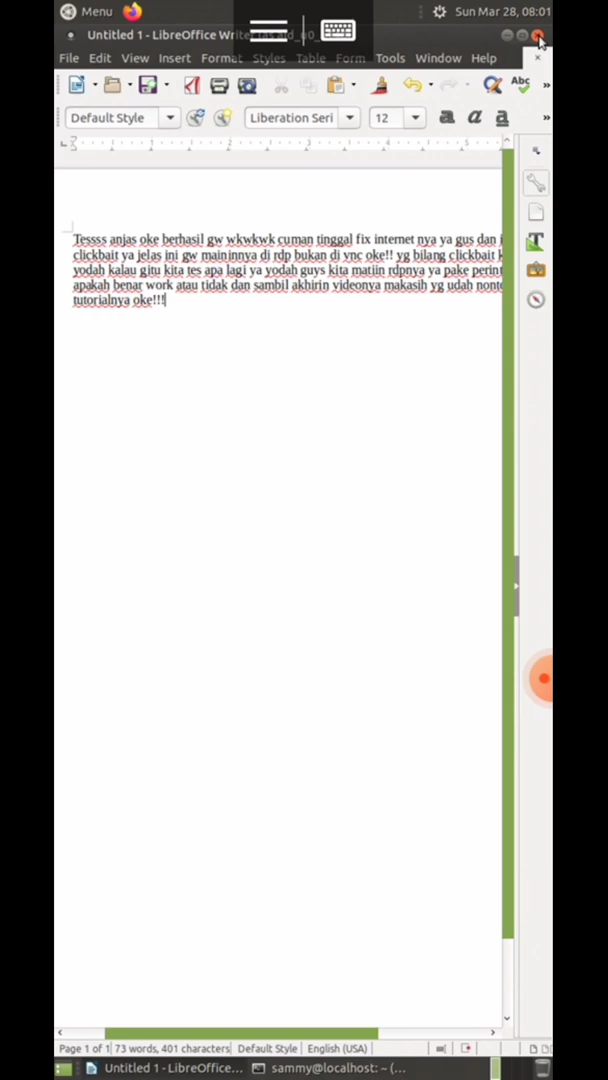 Menu
Sun Mar 28, 08:01
Untitled 1 - LibreOffice Writer
File Edit View Insert Format Styles Table Form Tools Window Help
Default Style Liberation Seri 12 a a a
Abc
Tessss anjas oke berhasil gw wkwkwk cuman tinggal fix internet nya ya gus dan i
clickbait ya jelas ini gw maininnya di rdp bukan di vnc oke!! yg bilang clickbait k
yodah kalau gitu kita tes apa lagi ya yodah guys kita matiin rdpnya ya pake perint
apakah benar work atau tidak dan sambil akhirin videonya makasih yg udah nont
tutorialnya oke!!!
Page 1 of 1 73 words, 401 characters Default Style English (USA)
Untitled 1 - LibreOffice W... sammy@localhost: ~ (...